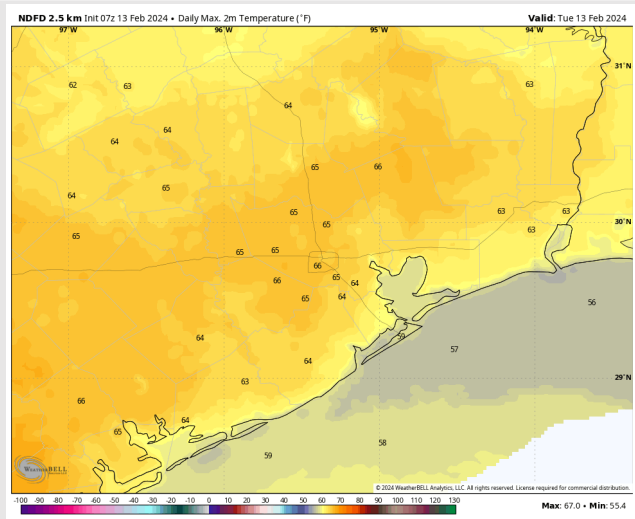 NDFD 2.5 km Init 07z 13 Feb 2024 • Daily Max. 2m Temperature (°F)
Valid: Tue 13 Feb 2024
97°W 96°W 95°W 94°W
31°N
62 63 63
64
64
64
65 66
64 65
65 63 63
65 63
30°N
65
65 65
66
65
66 64
65 64
56
59
64 57
64
29°N
63
66
64
65
58
59
WEATHERBELL
© 2024 WeatherBELL Analytics, LLC. All rights reserved. License required for commercial distribution.
-100 -90 -80 -70 -60 -50 -40 -30 -20 -10 0 10 20 30 40 50 60 70 80 90 100 110 120 130
Max: 67.0 • Min: 55.4